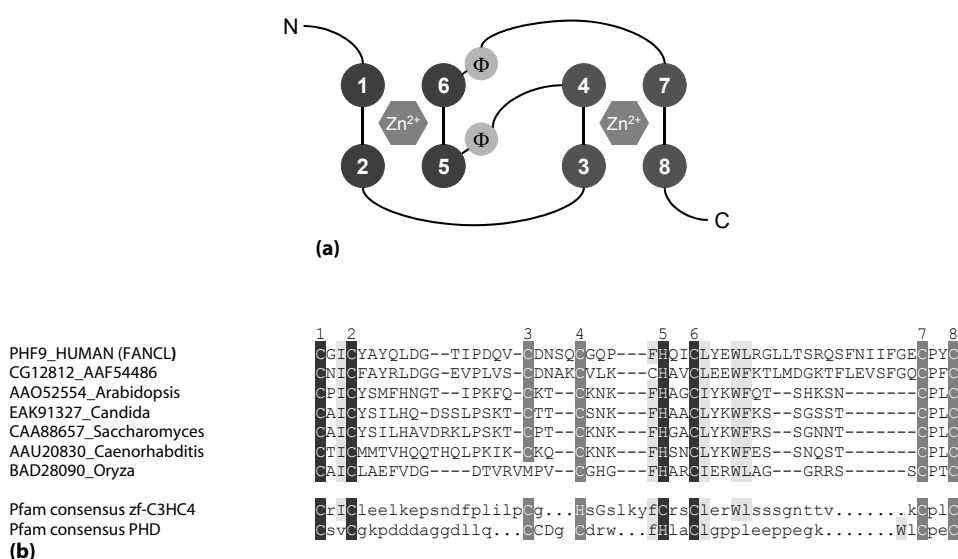 N
Φ
1
6
4
7
Zn2+
Zn2+
Φ
2
5
3
8
C
(a)
1 2 3 4 5 6 7 8
PHF9_HUMAN (FANCL) CGICYAYQLDG--TIPDQV-CDNSQCGQP---FHQICLYEWLRGLLTSRQSFNIIFGECPYC
CG12812_AAF54486 CNICFAYRLDGG-EVPLVS-CDNAKCVLK---CHAVCLEEWFKTLMDGKTFLEVSFGQCPFC
AAO52554_Arabidopsis CPICYSMFHNGT--IPKFQ-CKT--CKNK---FHAGCIYKWFQT--SHKSN-------CPLC
EAK91327_Candida CAICYSILHQ-DSSLPSKT-CTT--CSNK---FHAACLYKWFKS--SGSST-------CPLC
CAA88657_Saccharomyces CAICYSILHAVDRKLPSKT-CPT--CKNK---FHGACLYKWFRS--SGNNT-------CPLC
AAU20830_Caenorhabditis CTICMMTVHQQTHQLPKIK-CKQ--CKNK---FHSNCLYKWFES--SNQST-------CPLC
BAD28090_Oryza CAICLAEFVDG----DTVRVMPV-CGHG---FHARCIERWLAG---GRRS------SCPTC
Pfam consensus zf-C3HC4 CrICleelkepsndfplilpCg...HsGslkyfCrsClerWlsssgnttv.......kCplC
Pfam consensus PHD CsvCgkpdddaggdllq...CCDg Cdrw...fHlaClgppleeppegk.......WlCpeC
(b)